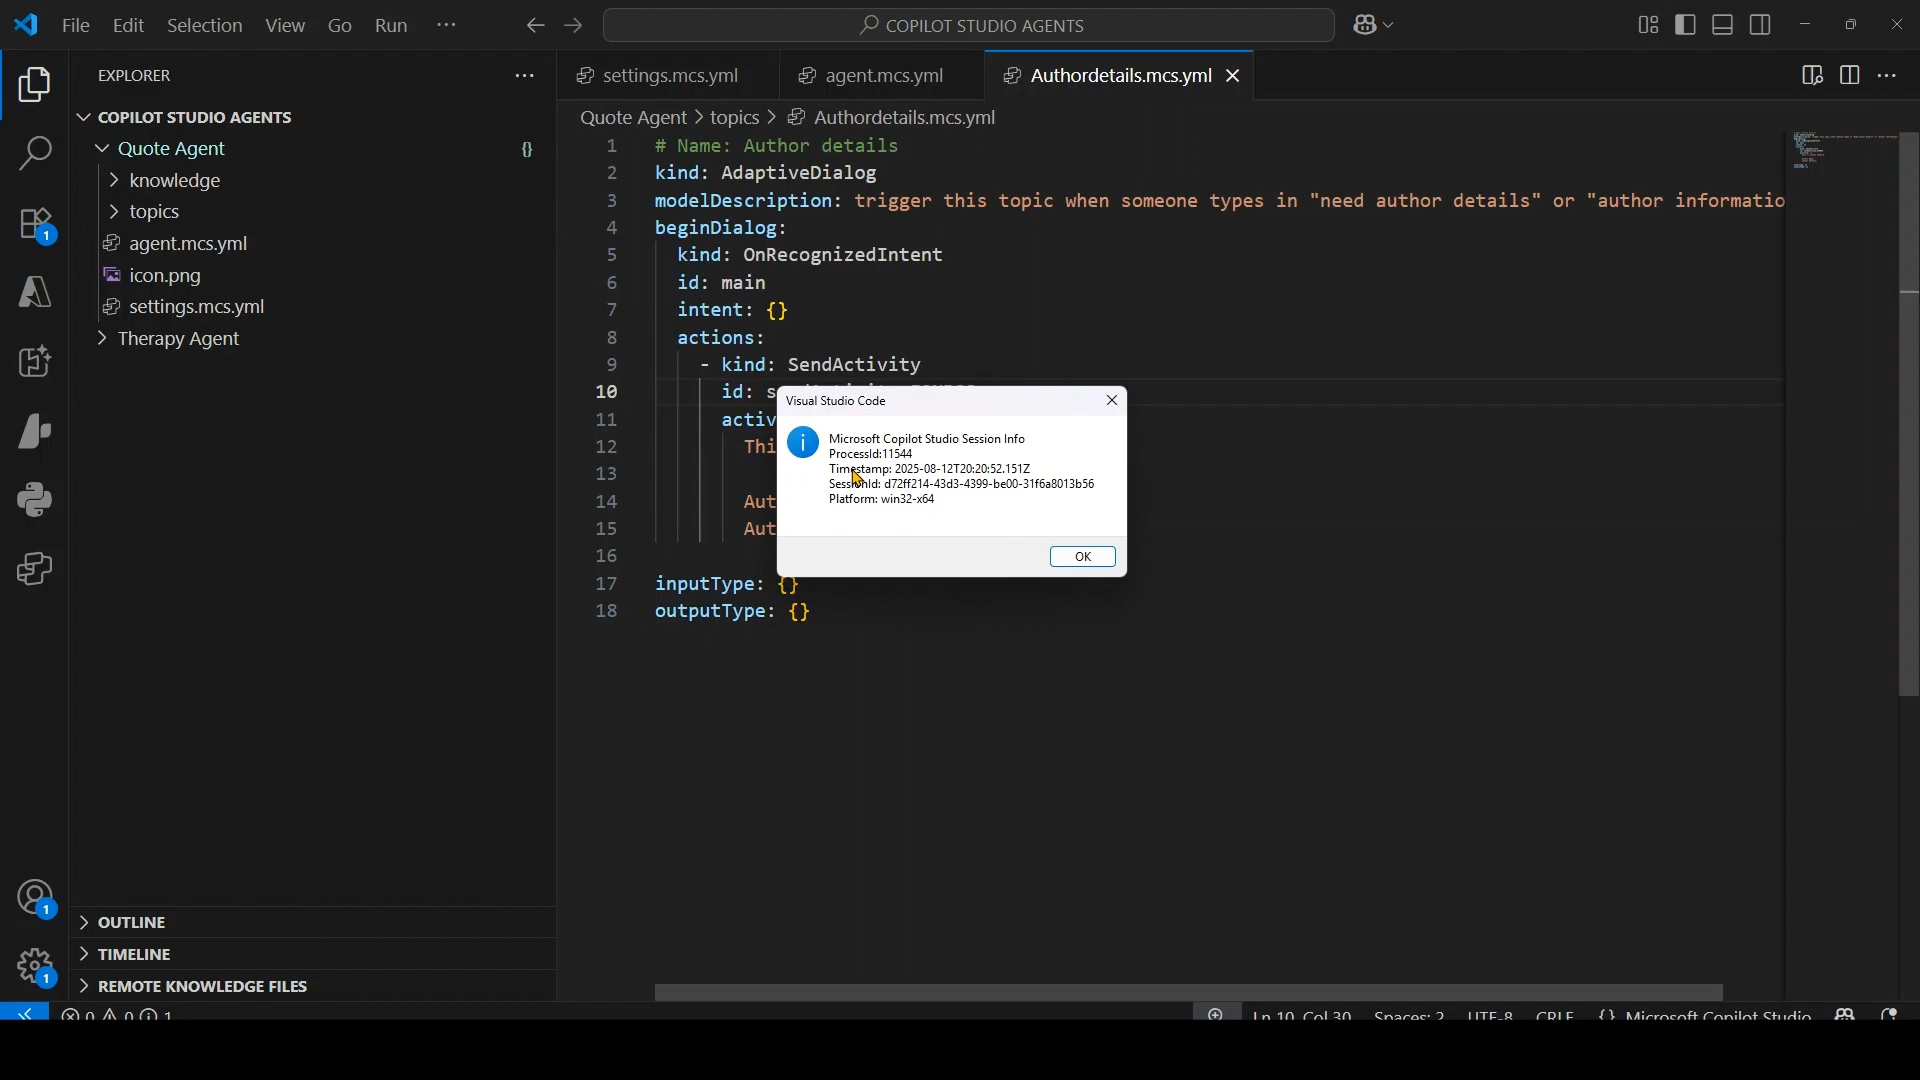 File Edit Selection View Go Run ···
COPILOT STUDIO AGENTS
EXPLORER
COPILOT STUDIO AGENTS
Quote Agent {}
knowledge
topics
agent.mcs.yml
icon.png
settings.mcs.yml
Therapy Agent
OUTLINE
TIMELINE
REMOTE KNOWLEDGE FILES
1
1
1
settings.mcs.yml
agent.mcs.yml
Authordetails.mcs.yml
Quote Agent > topics > Authordetails.mcs.yml
1 # Name: Author details
2 kind: AdaptiveDialog
3 modelDescription: trigger this topic when someone types in "need author details" or "author informatio
4 beginDialog:
5 kind: OnRecognizedIntent
6 id: main
7 intent: {}
8 actions:
9 - kind: SendActivity
10 id: s
11 activ
12 Thi
13
14 Aut
15 Aut
16
17 inputType: {}
18 outputType: {}
Visual Studio Code
Microsoft Copilot Studio Session Info
ProcessId:11544
Timestamp: 2025-08-12T20:20:52.151Z
SessionId: d72ff214-43d3-4399-be00-31f6a8013b56
Platform: win32-x64
OK
0 0 1
Ln 10, Col 30 Spaces: 2 UTF-8 CRLF {} Microsoft Copilot Studio